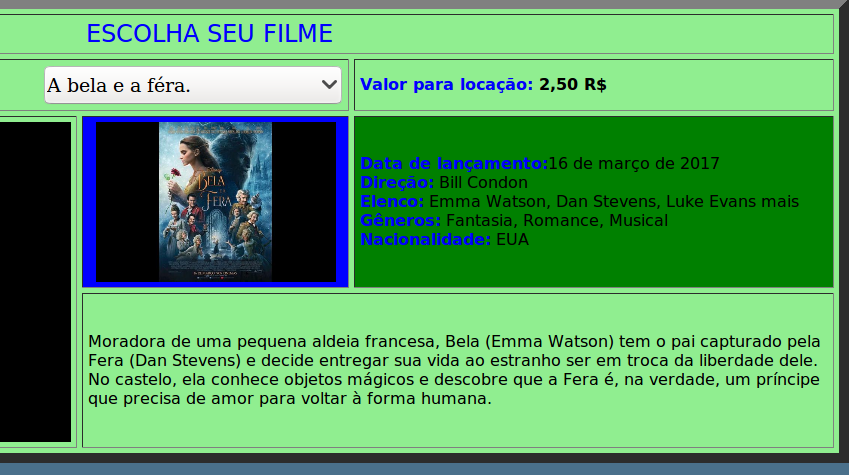 ESCOLHA SEU FILME
A bela e a féra.
Valor para locação: 2,50 R$
BELA
FERA
Data de lançamento:16 de março de 2017
Direção: Bill Condon
Elenco: Emma Watson, Dan Stevens, Luke Evans mais
Gêneros: Fantasia, Romance, Musical
Nacionalidade: EUA
Moradora de uma pequena aldeia francesa, Bela (Emma Watson) tem o pai capturado pela
Fera (Dan Stevens) e decide entregar sua vida ao estranho ser em troca da liberdade dele.
No castelo, ela conhece objetos mágicos e descobre que a Fera é, na verdade, um príncipe
que precisa de amor para voltar à forma humana.